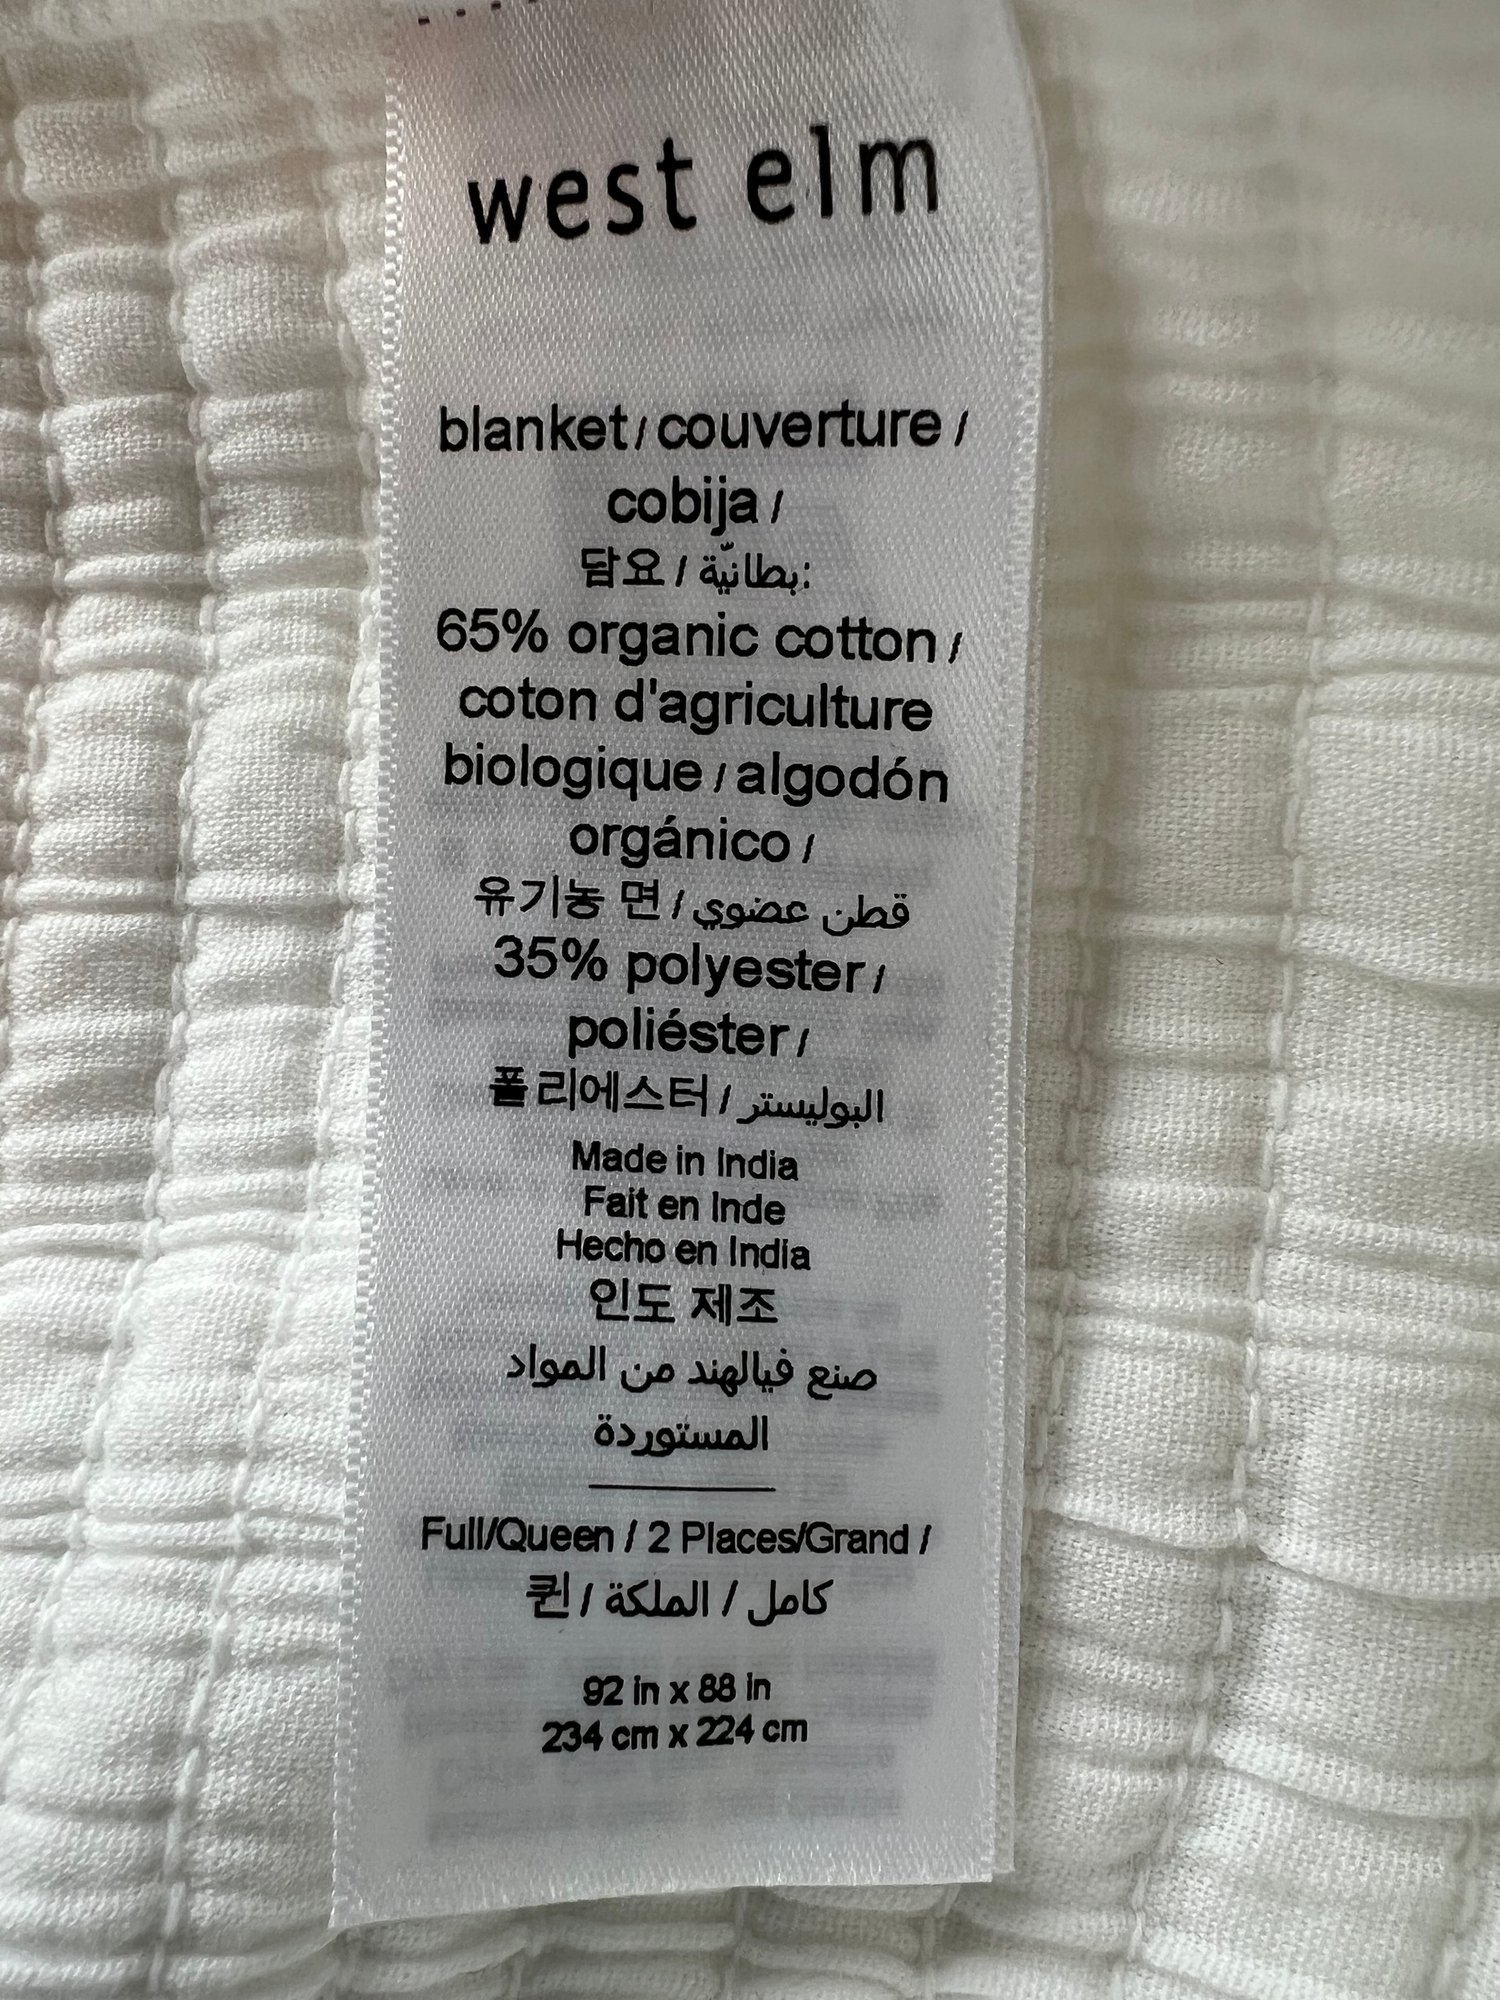 west elm
blanket / couverture /
cobija /
담요 / بطانيّة:
65% organic cotton /
coton d'agriculture
biologique / algodón
orgánico /
유기농 면 / قطن عضوي
35% polyester /
poliéster /
폴리에스터 / البوليستر
Made in India
Fait en Inde
Hecho en India
인도 제조
صنع فيالهند من المواد
المستوردة
Full/Queen / 2 Places/Grand /
퀸 / الملكة / كامل
92 in x 88 in
234 cm x 224 cm